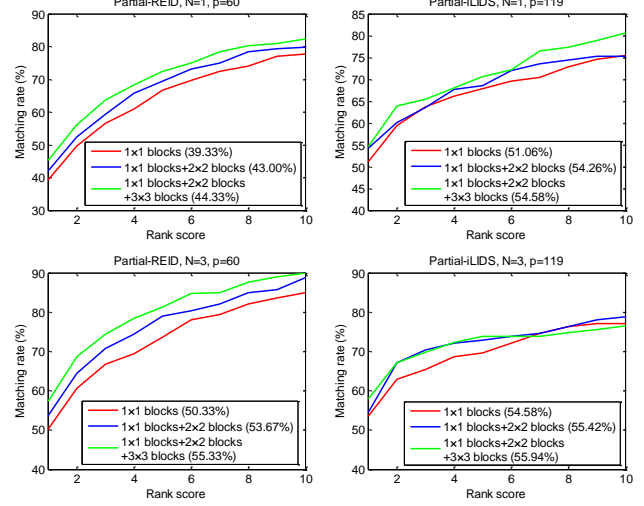 Partial-REID, N=1, p=60
90
80
70
60
50
40
30
Matching rate (%)
1×1 blocks (39.33%)
1×1 blocks+2×2 blocks (43.00%)
1×1 blocks+2×2 blocks
+3×3 blocks (44.33%)
2 4 6 8 10
Rank score
Partial-iLIDS, N=1, p=119
85
80
75
70
65
60
55
50
45
40
Matching rate (%)
1×1 blocks (51.06%)
1×1 blocks+2×2 blocks (54.26%)
1×1 blocks+2×2 blocks
+3×3 blocks (54.58%)
2 4 6 8 10
Rank score
Partial-REID, N=3, p=60
90
80
70
60
50
40
Matching rate (%)
1×1 blocks (50.33%)
1×1 blocks+2×2 blocks (53.67%)
1×1 blocks+2×2 blocks
+3×3 blocks (55.33%)
2 4 6 8 10
Rank score
Partial-iLIDS, N=3, p=119
90
80
70
60
50
40
Matching rate (%)
1×1 blocks (54.58%)
1×1 blocks+2×2 blocks (55.42%)
1×1 blocks+2×2 blocks
+3×3 blocks (55.94%)
2 4 6 8 10
Rank score